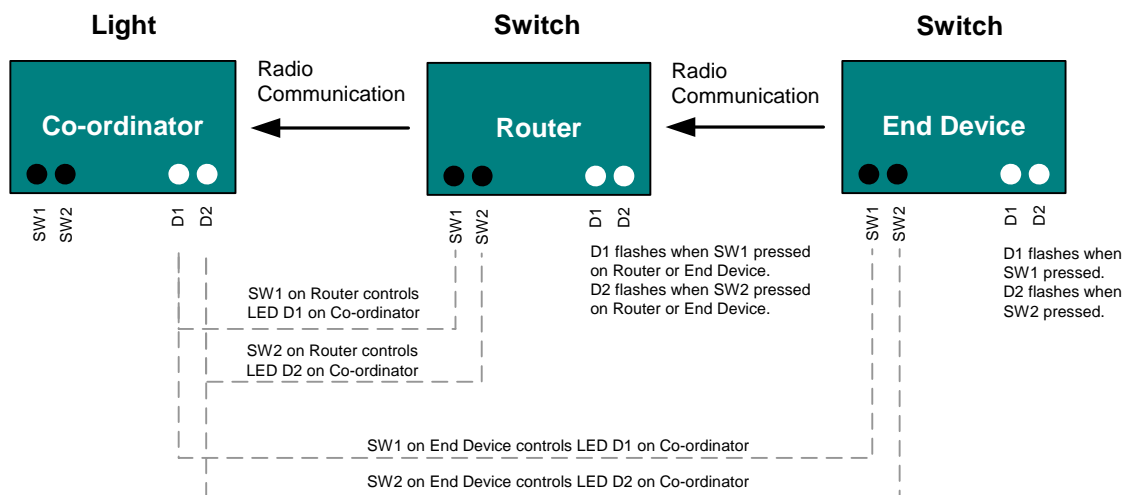 Light
Switch
Switch
Radio
Communication
Radio
Communication
Co-ordinator
Router
End Device
SW1
SW2
D1
D2
SW1
SW2
D1
D2
SW1
SW2
D1
D2
D1 flashes when SW1 pressed
on Router or End Device.
D2 flashes when SW2 pressed
on Router or End Device.
D1 flashes when
SW1 pressed.
D2 flashes when
SW2 pressed.
SW1 on Router controls
LED D1 on Co-ordinator
SW2 on Router controls
LED D2 on Co-ordinator
SW1 on End Device controls LED D1 on Co-ordinator
SW2 on End Device controls LED D2 on Co-ordinator